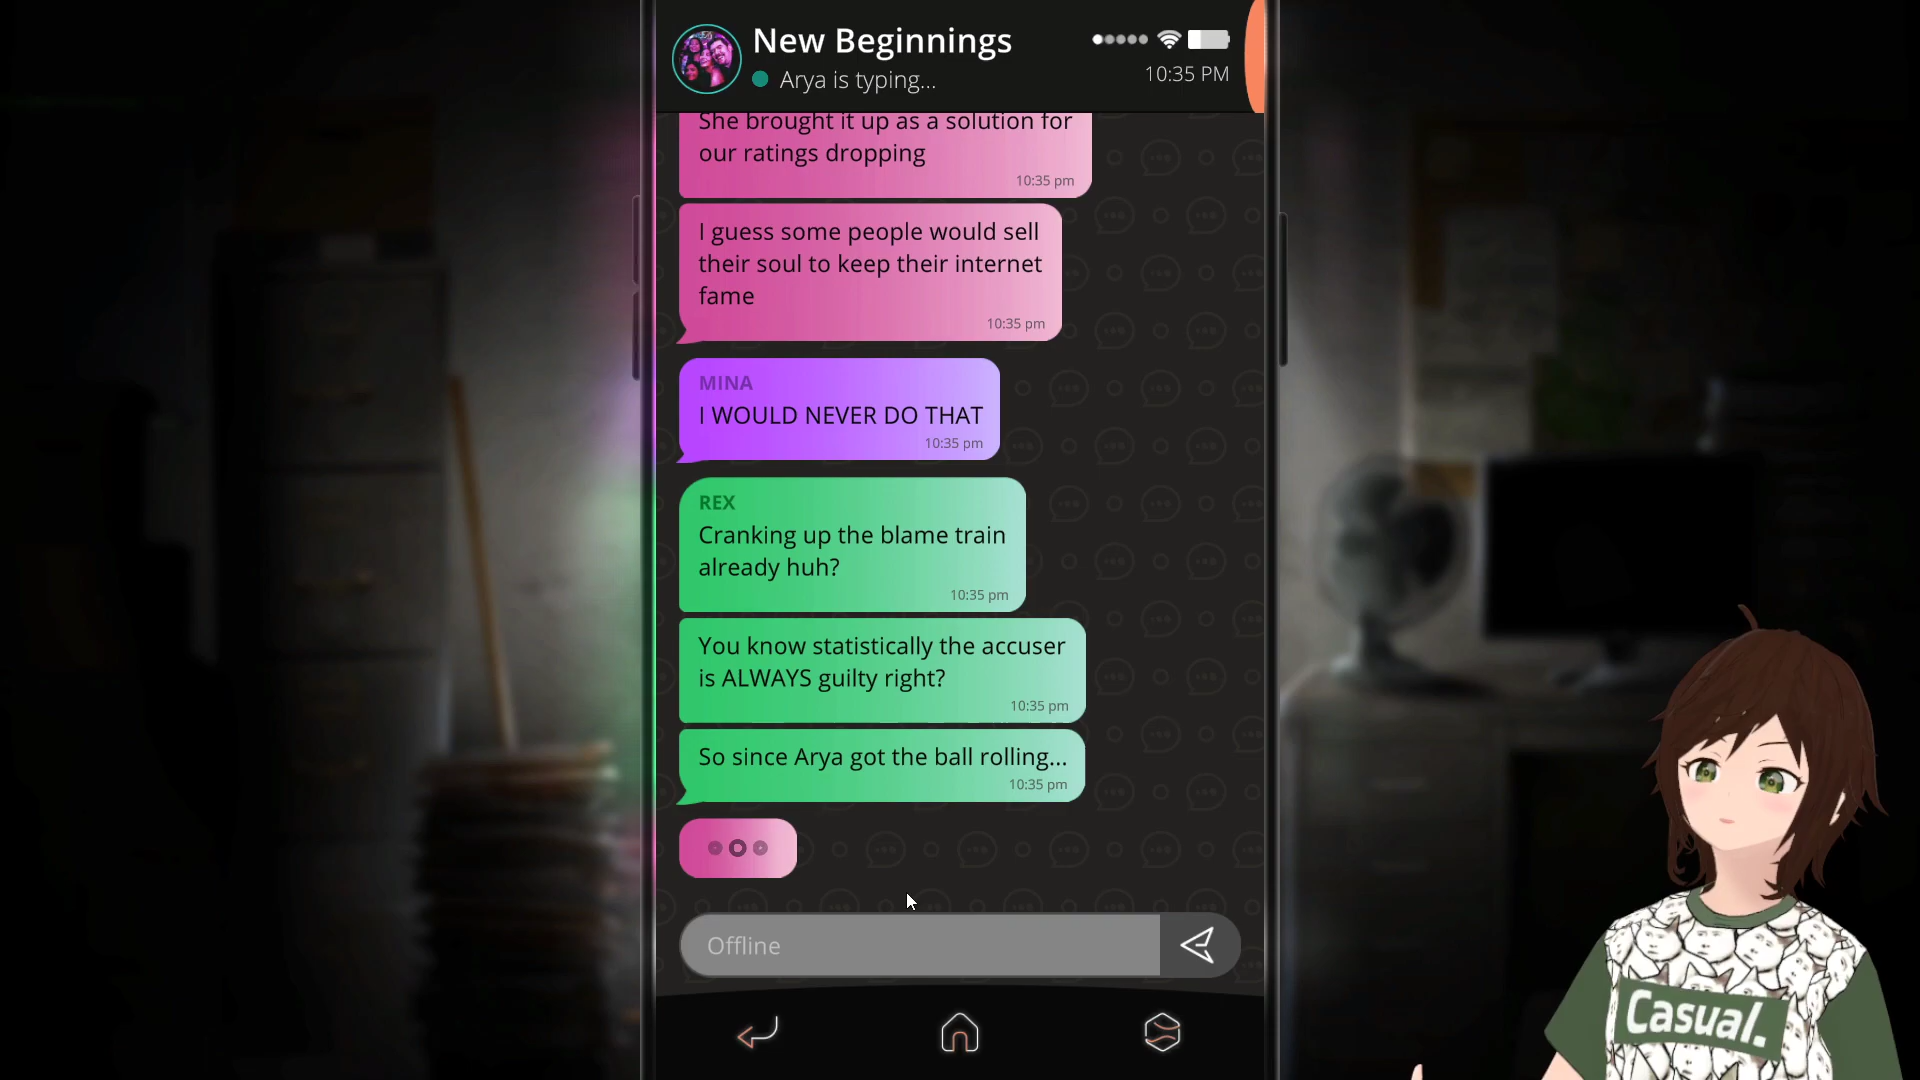 New Beginnings
Arya is typing...
10:35 PM
She brought it up as a solution for
our ratings dropping
10:35 pm
I guess some people would sell
their soul to keep their internet
fame
10:35 pm
MINA
I WOULD NEVER DO THAT
10:35 pm
REX
Cranking up the blame train
already huh?
10:35 pm
You know statistically the accuser
is ALWAYS guilty right?
10:35 pm
So since Arya got the ball rolling...
10:35 pm
Offline
Casual.